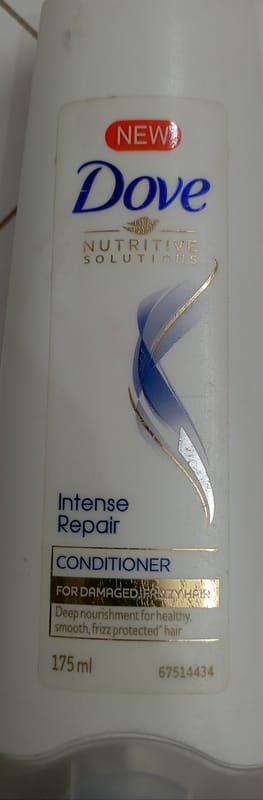 NEW
Dove
NUTRITIVE
SOLUTIONS
Intense
Repair
CONDITIONER
FOR DAMAGED, FRIZZY HAIR
Deep nourishment for healthy,
smooth, frizz protected* hair
175 ml
67514434